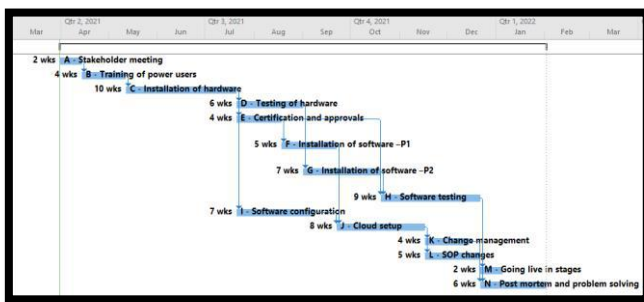 Qtr 2, 2021 Qtr 3, 2021 Qtr 4, 2021 Qtr 1, 2022
Mar Apr May Jun Jul Aug Sep Oct Nov Dec Jan Feb Mar
2 wks A - Stakeholder meeting
4 wks B - Training of power users
10 wks C - Installation of hardware
6 wks D - Testing of hardware
4 wks E - Certification and approvals
5 wks F - Installation of software -P1
7 wks G - Installation of software -P2
9 wks H - Software testing
7 wks I - Software configuration
8 wks J - Cloud setup
4 wks K - Change management
5 wks L - SOP changes
2 wks M - Going live in stages
6 wks N - Post mortem and problem solving